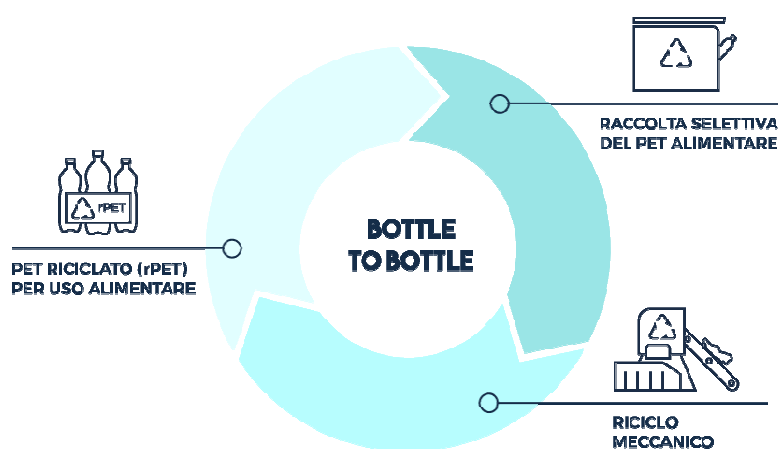 RACCOLTA SELETTIVA
DEL PET ALIMENTARE
rPET
BOTTLE
TO BOTTLE
PET RICICLATO (rPET)
PER USO ALIMENTARE
RICICLO
MECCANICO